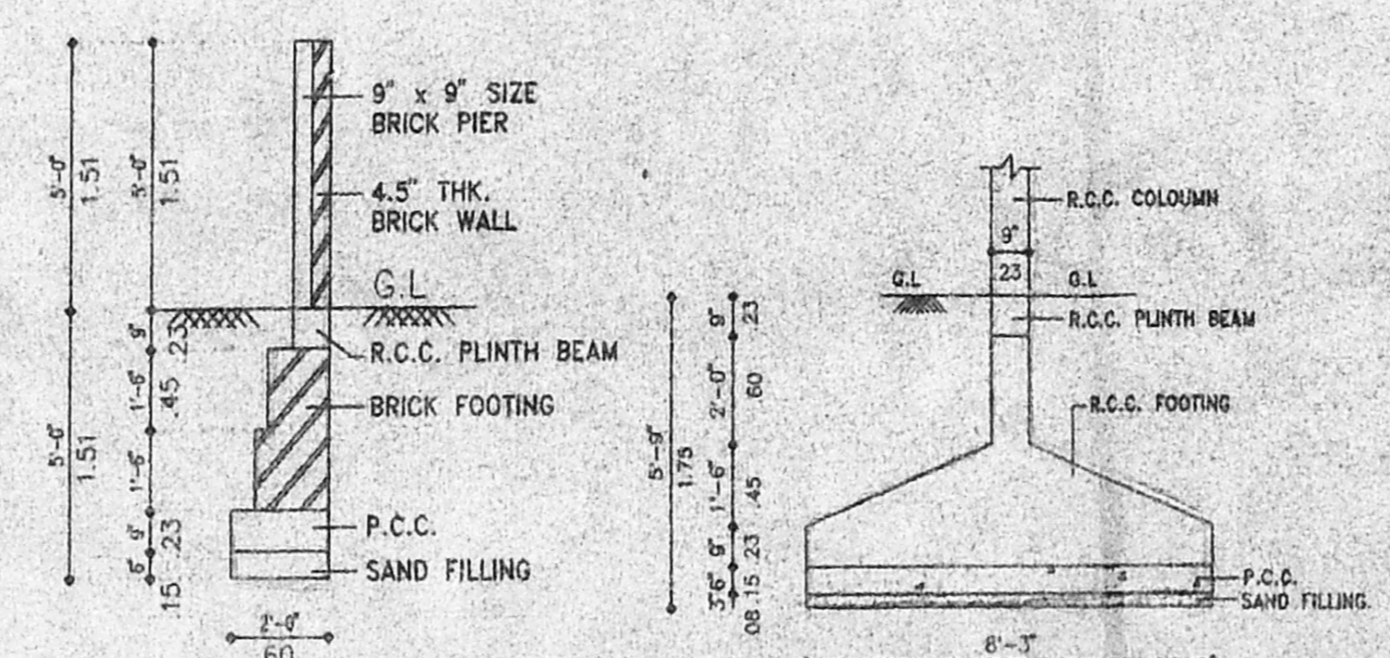 5'-0"
1.51
5'-0"
1.51
9" x 9" SIZE
BRICK PIER
4.5" THK.
BRICK WALL
G.L
R.C.C. PLINTH BEAM
BRICK FOOTING
P.C.C.
SAND FILLING
5'-0"
1.51
9"
.23
1'-6"
.45
1'-6"
9"
.23
6"
.15
2'-0"
.60
R.C.C. COLOUMN
9"
23
G.L
G.L
R.C.C. PLINTH BEAM
R.C.C. FOOTING
P.C.C.
SAND FILLING.
5'-9"
1.75
9"
.23
2'-0"
.60
1'-6"
.45
9"
.23
3"6"
08 .15
8'-3"